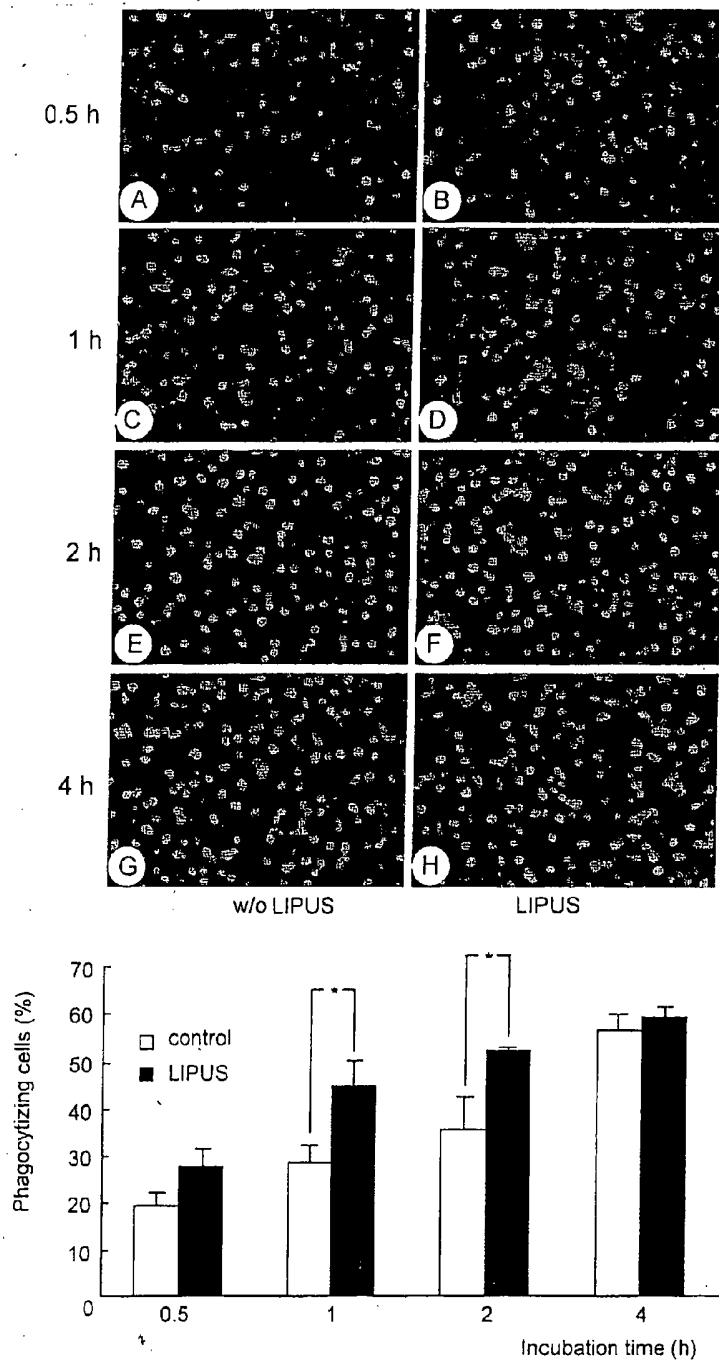 0.5 h
A
B
1 h
C
D
2 h
E
F
4 h
G
H
w/o LIPUS
LIPUS
Phagocytizing cells (%)
70
60
50
40
30
20
10
0
control
LIPUS
*
*
0.5
1
2
4
Incubation time (h)